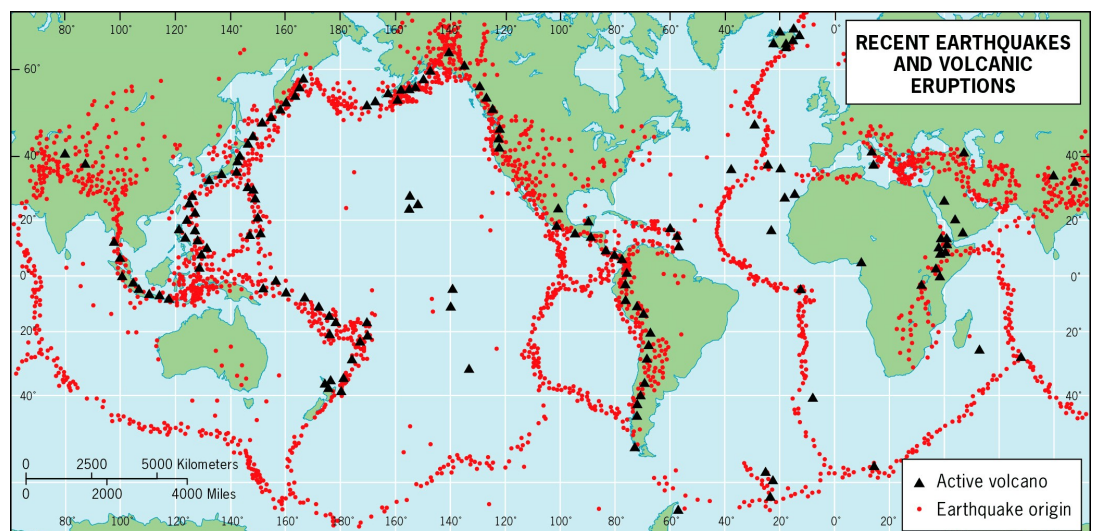 80° 100° 120° 140° 160° 180° 160° 140° 120° 100° 80° 60° 40° 20° 0°
RECENT EARTHQUAKES
AND VOLCANIC
ERUPTIONS
60°
40° 40°
20° 20°
0° 0°
20° 20°
40° 40°
0 2500 5000 Kilometers
0 2000 4000 Miles
Active volcano
Earthquake origin
80° 100° 120° 140° 160° 180° 160° 140° 120° 100° 80° 60° 40° 20° 0° 20°